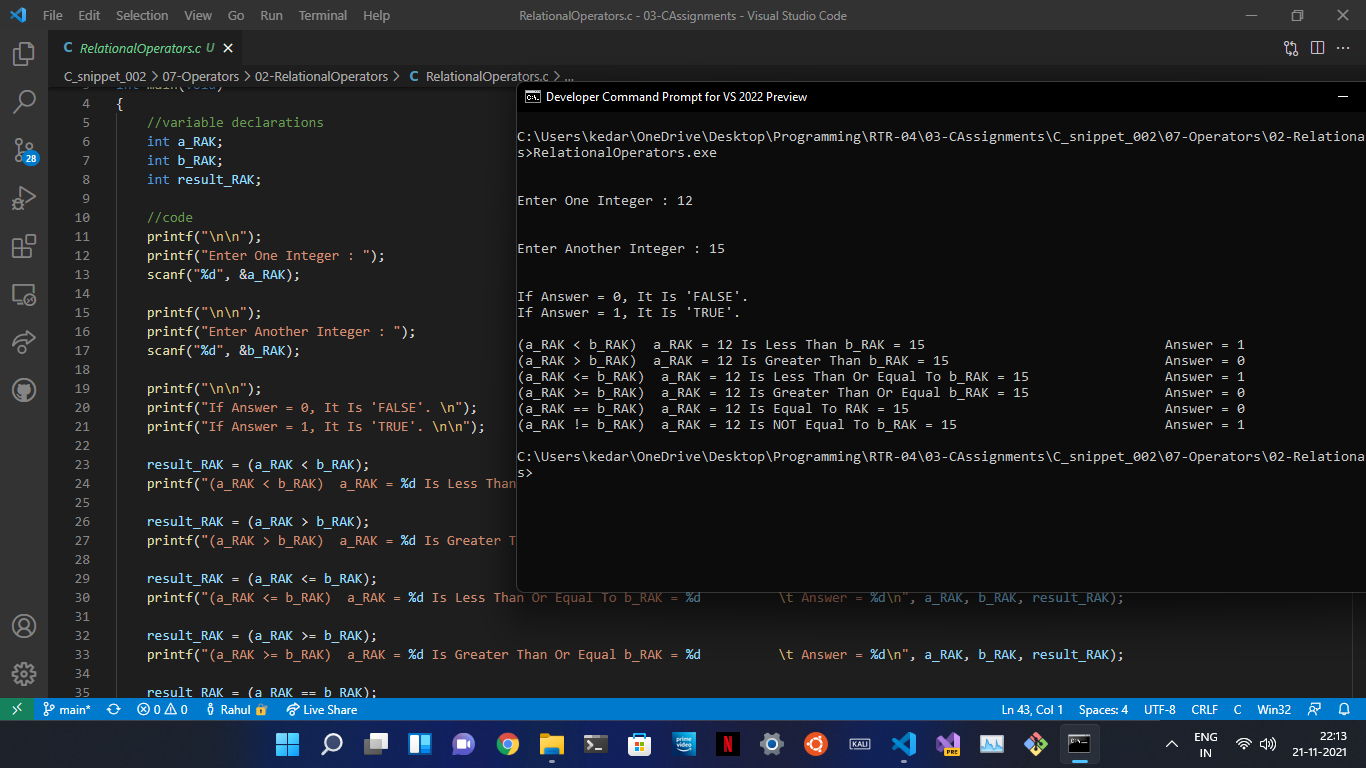 File Edit Selection View Go Run Terminal Help RelationalOperators.c - 03-CAssignments - Visual Studio Code
C RelationalOperators.c U
C_snippet_002 > 07-Operators > 02-RelationalOperators > C RelationalOperators.c > ...
3 int main(void)
4 {
5 //variable declarations
6 int a_RAK;
7 int b_RAK;
8 int result_RAK;
9
10 //code
11 printf("\n\n");
12 printf("Enter One Integer : ");
13 scanf("%d", &a_RAK);
14
15 printf("\n\n");
16 printf("Enter Another Integer : ");
17 scanf("%d", &b_RAK);
18
19 printf("\n\n");
20 printf("If Answer = 0, It Is 'FALSE'. \n");
21 printf("If Answer = 1, It Is 'TRUE'. \n\n");
22
23 result_RAK = (a_RAK < b_RAK);
24 printf("(a_RAK < b_RAK)  a_RAK = %d Is Less Than
25
26 result_RAK = (a_RAK > b_RAK);
27 printf("(a_RAK > b_RAK)  a_RAK = %d Is Greater T
28
29 result_RAK = (a_RAK <= b_RAK);
30 printf("(a_RAK <= b_RAK)  a_RAK = %d Is Less Than Or Equal To b_RAK = %d \t Answer = %d\n", a_RAK, b_RAK, result_RAK);
31
32 result_RAK = (a_RAK >= b_RAK);
33 printf("(a_RAK >= b_RAK)  a_RAK = %d Is Greater Than Or Equal b_RAK = %d \t Answer = %d\n", a_RAK, b_RAK, result_RAK);
34
35 result_RAK = (a_RAK == b_RAK);
Developer Command Prompt for VS 2022 Preview
C:\Users\kedar\OneDrive\Desktop\Programming\RTR-04\03-CAssignments\C_snippet_002\07-Operators\02-Relationa
s>RelationalOperators.exe
Enter One Integer : 12
Enter Another Integer : 15
If Answer = 0, It Is 'FALSE'.
If Answer = 1, It Is 'TRUE'.
(a_RAK < b_RAK)  a_RAK = 12 Is Less Than b_RAK = 15 Answer = 1
(a_RAK > b_RAK)  a_RAK = 12 Is Greater Than b_RAK = 15 Answer = 0
(a_RAK <= b_RAK)  a_RAK = 12 Is Less Than Or Equal To b_RAK = 15 Answer = 1
(a_RAK >= b_RAK)  a_RAK = 12 Is Greater Than Or Equal b_RAK = 15 Answer = 0
(a_RAK == b_RAK)  a_RAK = 12 Is Equal To RAK = 15 Answer = 0
(a_RAK != b_RAK)  a_RAK = 12 Is NOT Equal To b_RAK = 15 Answer = 1
C:\Users\kedar\OneDrive\Desktop\Programming\RTR-04\03-CAssignments\C_snippet_002\07-Operators\02-Relationa
s>
28
main* 0 0 Rahul Live Share Ln 43, Col 1 Spaces: 4 UTF-8 CRLF C Win32
prime video N KALI PRE ENG IN 22:13 21-11-2021